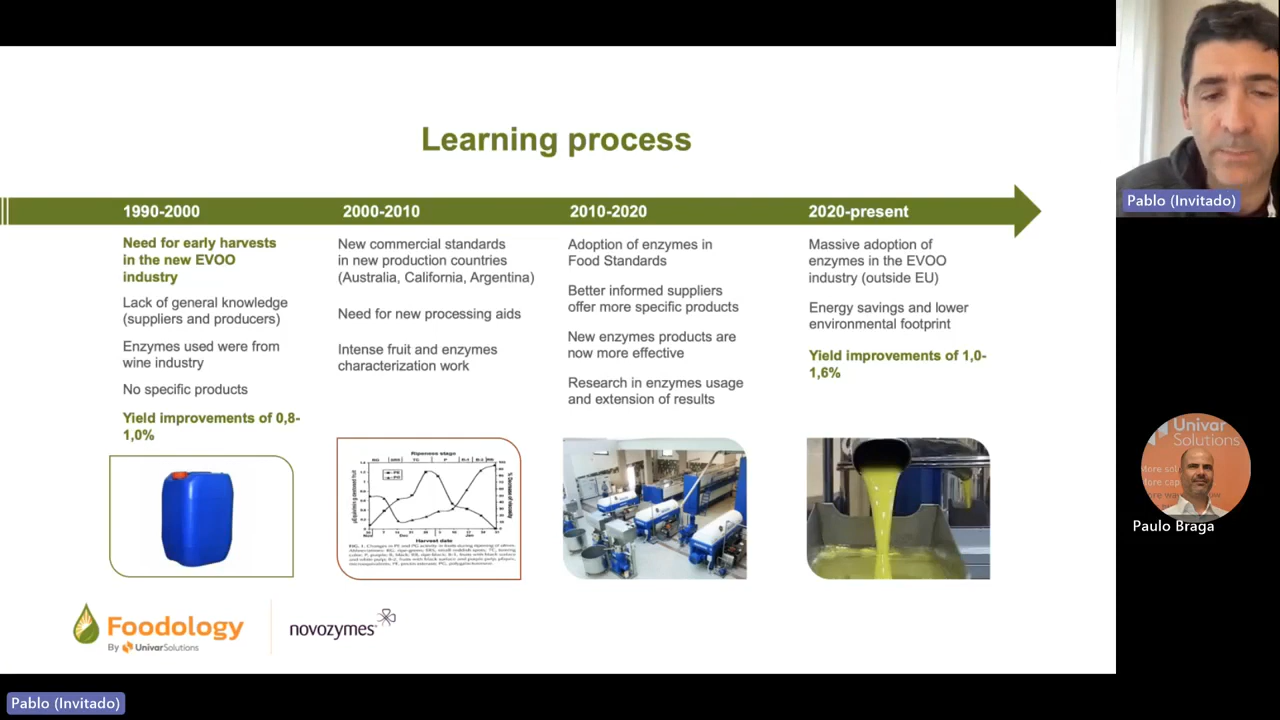 Learning process
1990-2000
2000-2010
2010-2020
2020-present
Need for early harvests
in the new EVOO
industry
Lack of general knowledge
(suppliers and producers)
Enzymes used were from
wine industry
No specific products
Yield improvements of 0,8-
1,0%
New commercial standards
in new production countries
(Australia, California, Argentina)
Need for new processing aids
Intense fruit and enzymes
characterization work
Adoption of enzymes in
Food Standards
Better informed suppliers
offer more specific products
New enzymes products are
now more effective
Research in enzymes usage
and extension of results
Massive adoption of
enzymes in the EVOO
industry (outside EU)
Energy savings and lower
environmental footprint
Yield improvements of 1,0-
1,6%
Ripeness stage
Harvest date
Foodology
By UnivarSolutions
novozymes
Pablo (Invitado)
Univar
Solutions
Paulo Braga
Pablo (Invitado)